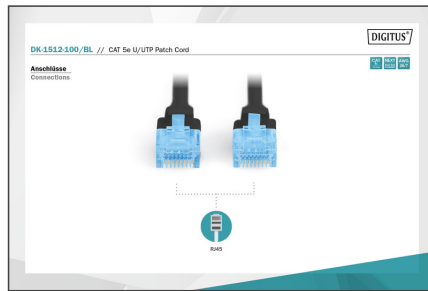 DIGITUS®
DK-1512-100/BL // CAT 5e U/UTP Patch Cord
Anschlüsse
Connections
RJ45